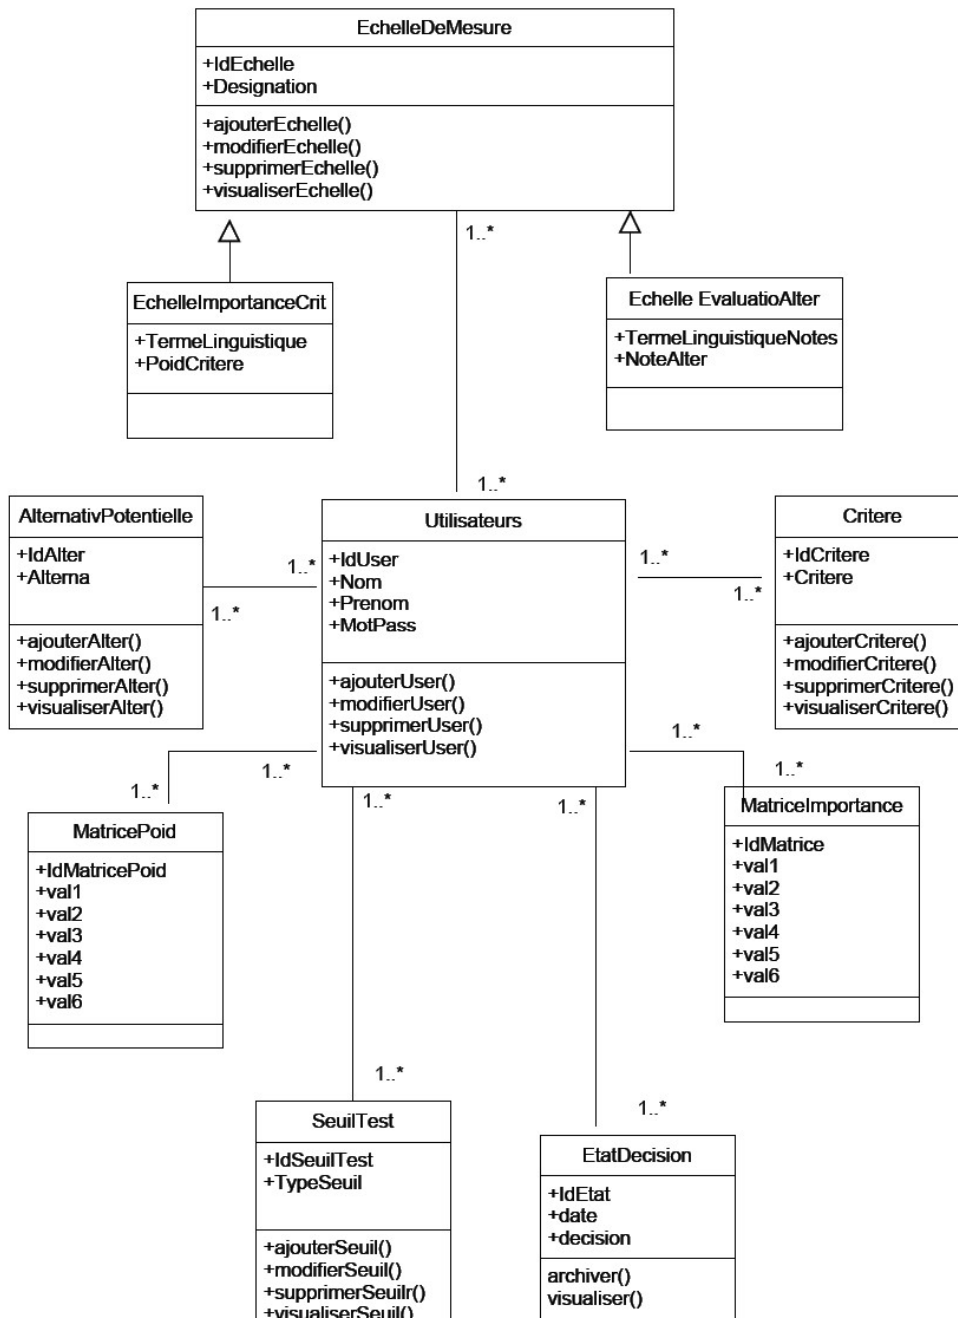 EchelleDeMesure
+IdEchelle
+Designation
+ajouterEchelle()
+modifierEchelle()
+supprimerEchelle()
+visualiserEchelle()
1..*
EchelleImportanceCrit
+TermeLinguistique
+PoidCritere
Echelle EvaluatioAlter
+TermeLinguistiqueNotes
+NoteAlter
1..*
AlternativPotentielle
+IdAlter
+Alterna
+ajouterAlter()
+modifierAlter()
+supprimerAlter()
+visualiserAlter()
1..*
1..*
Utilisateurs
+IdUser
+Nom
+Prenom
+MotPass
+ajouterUser()
+modifierUser()
+supprimerUser()
+visualiserUser()
1..*
1..*
Critere
+IdCritere
+Critere
+ajouterCritere()
+modifierCritere()
+supprimerCritere()
+visualiserCritere()
1..*
1..*
1..*
1..*
1..*
1..*
MatricePoid
+IdMatricePoid
+val1
+val2
+val3
+val4
+val5
+val6
MatriceImportance
+IdMatrice
+val1
+val2
+val3
+val4
+val5
+val6
1..*
1..*
SeuilTest
+IdSeuilTest
+TypeSeuil
+ajouterSeuil()
+modifierSeuil()
+supprimerSeuilr()
+visualiserSeuil()
EtatDecision
+IdEtat
+date
+decision
archiver()
visualiser()